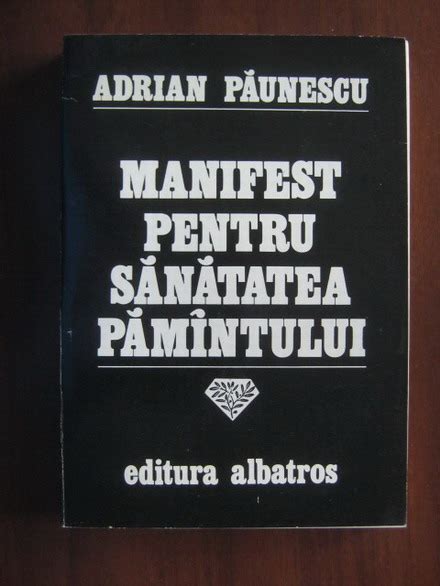 ADRIAN PĂUNESCU
MANIFEST
PENTRU
SĂNĂTATEA
PĂMÎNTULUI
editura albatros